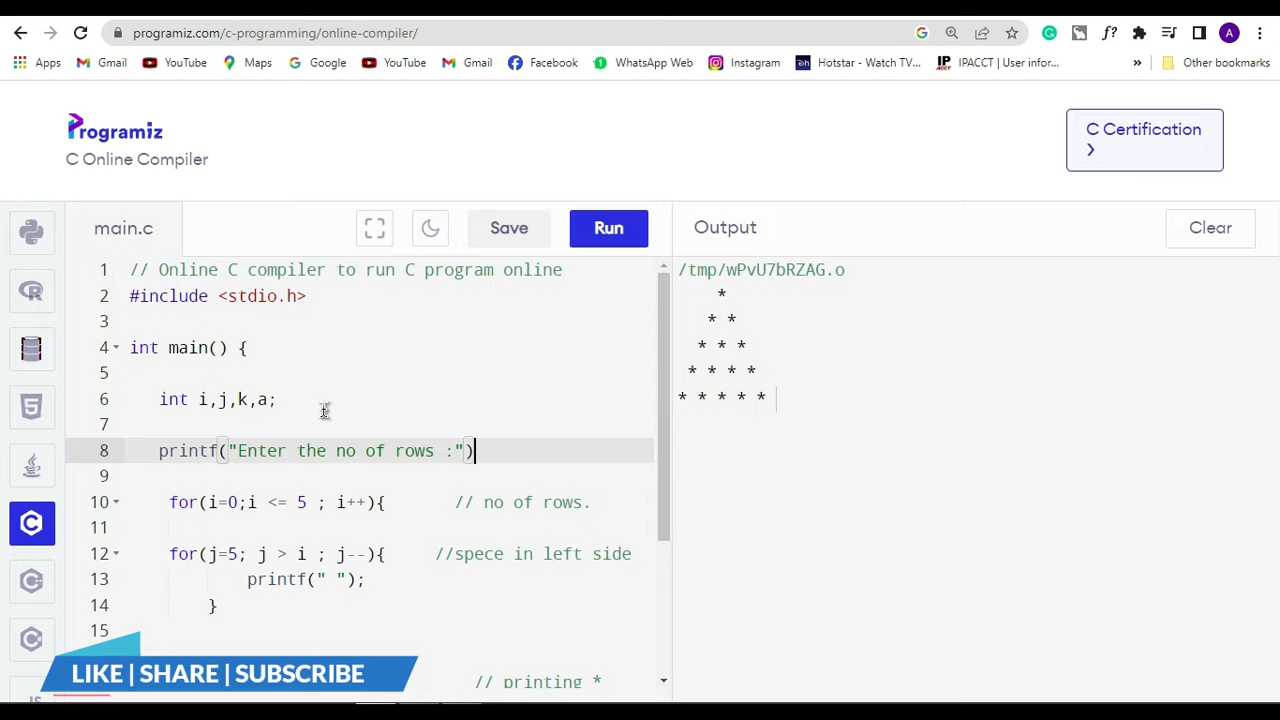 programiz.com/c-programming/online-compiler/
Apps Gmail YouTube Maps Google YouTube Gmail Facebook WhatsApp Web Instagram Hotstar - Watch TV... IPACCT | User infor... » Other bookmarks
Programiz
C Online Compiler
C Certification
main.c
Save
Run
Output
Clear
1 // Online C compiler to run C program online
2 #include <stdio.h>
3
4 int main() {
5
6 int i,j,k,a;
7
8 printf("Enter the no of rows :")
9
10 for(i=0;i <= 5 ; i++){ // no of rows.
11
12 for(j=5; j > i ; j--){ //spece in left side
13 printf(" ");
14 }
15
// printing *
/tmp/wPvU7bRZAG.o
*
* *
* * *
* * * *
* * * * *
LIKE | SHARE | SUBSCRIBE